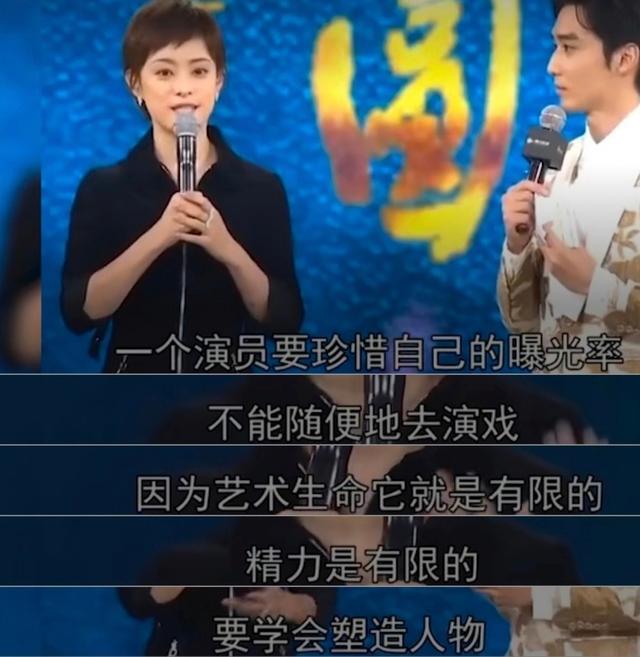 圆
一个演员要珍惜自己的曝光率
不能随便地去演戏
因为艺术生命它就是有限的
精力是有限的
要学会塑造人物